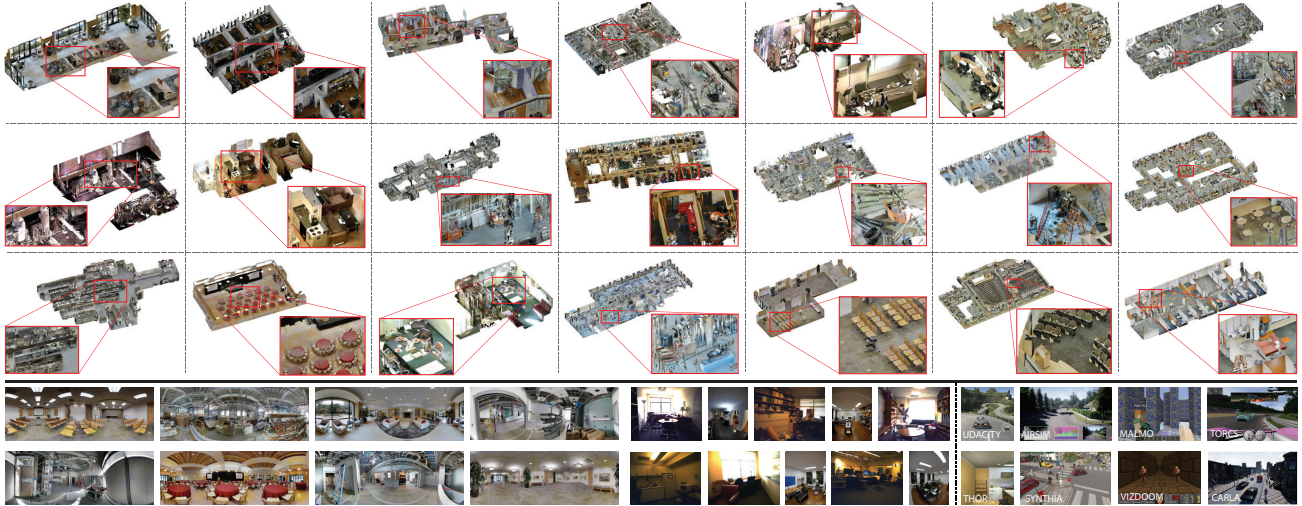 UDACITY
AIRSIM
MALMO
TORCS
THOR
SYNTHIA
VIZDOOM
CARLA